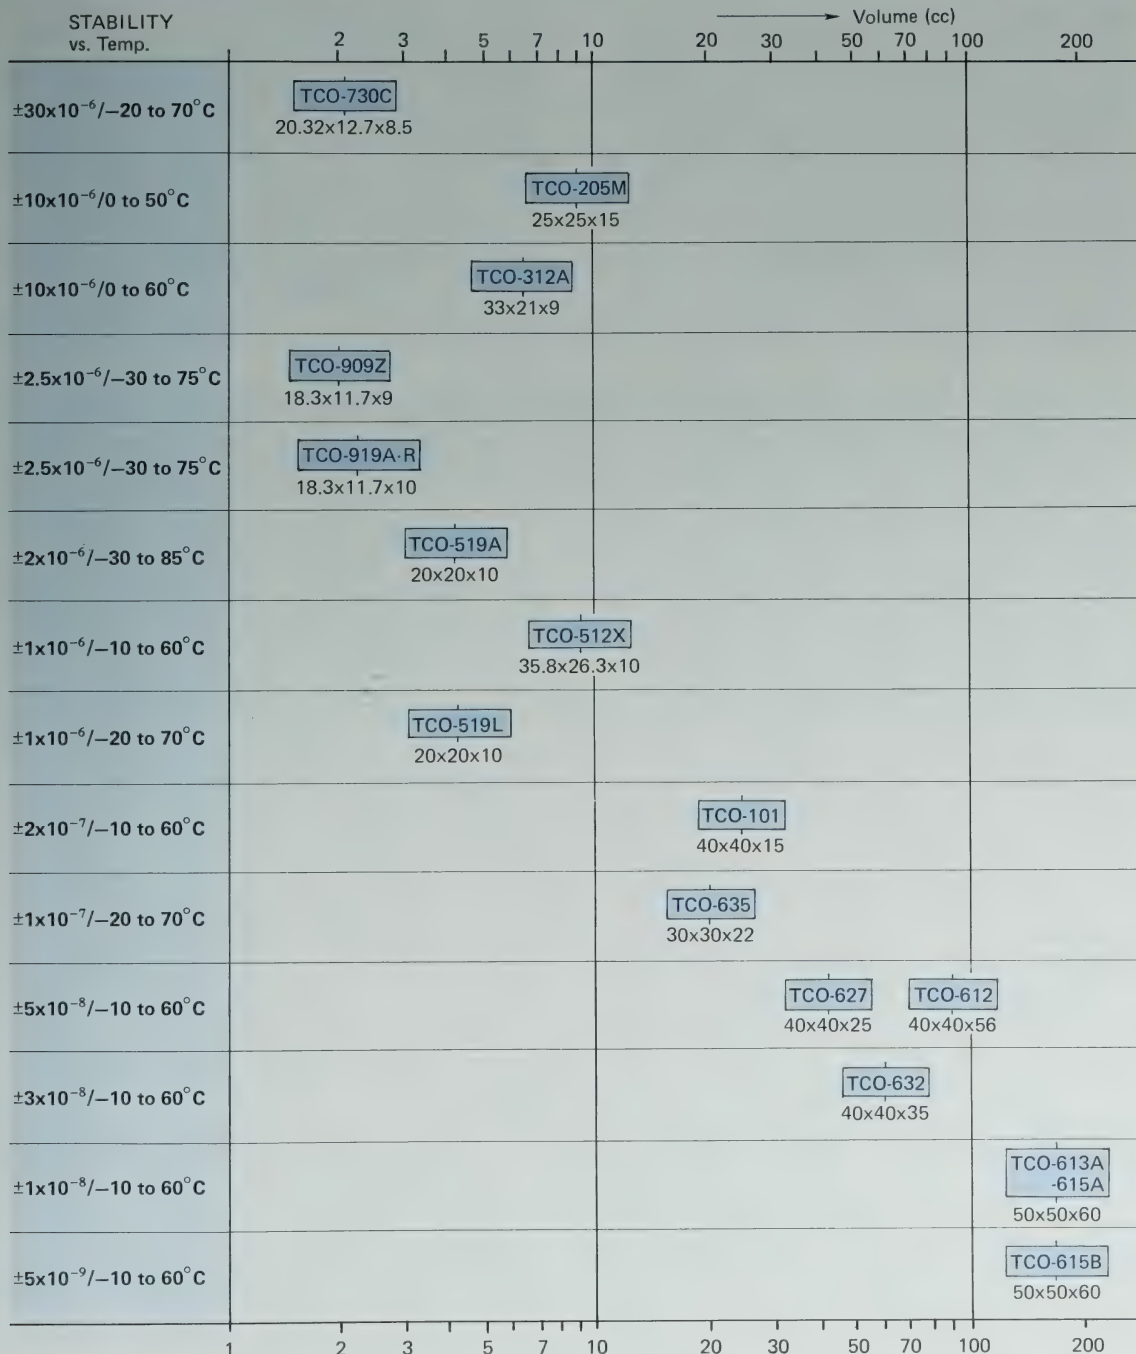 STABILITY
vs. Temp.
Volume (cc)
1 2 3 5 7 10 20 30 50 70 100 200
±30x10⁻⁶/−20 to 70°C
TCO-730C
20.32x12.7x8.5
±10x10⁻⁶/0 to 50°C
TCO-205M
25x25x15
±10x10⁻⁶/0 to 60°C
TCO-312A
33x21x9
±2.5x10⁻⁶/−30 to 75°C
TCO-909Z
18.3x11.7x9
±2.5x10⁻⁶/−30 to 75°C
TCO-919A·R
18.3x11.7x10
±2x10⁻⁶/−30 to 85°C
TCO-519A
20x20x10
±1x10⁻⁶/−10 to 60°C
TCO-512X
35.8x26.3x10
±1x10⁻⁶/−20 to 70°C
TCO-519L
20x20x10
±2x10⁻⁷/−10 to 60°C
TCO-101
40x40x15
±1x10⁻⁷/−20 to 70°C
TCO-635
30x30x22
±5x10⁻⁸/−10 to 60°C
TCO-627 TCO-612
40x40x25 40x40x56
±3x10⁻⁸/−10 to 60°C
TCO-632
40x40x35
±1x10⁻⁸/−10 to 60°C
TCO-613A
-615A
50x50x60
±5x10⁻⁹/−10 to 60°C
TCO-615B
50x50x60
1 2 3 5 7 10 20 30 50 70 100 200